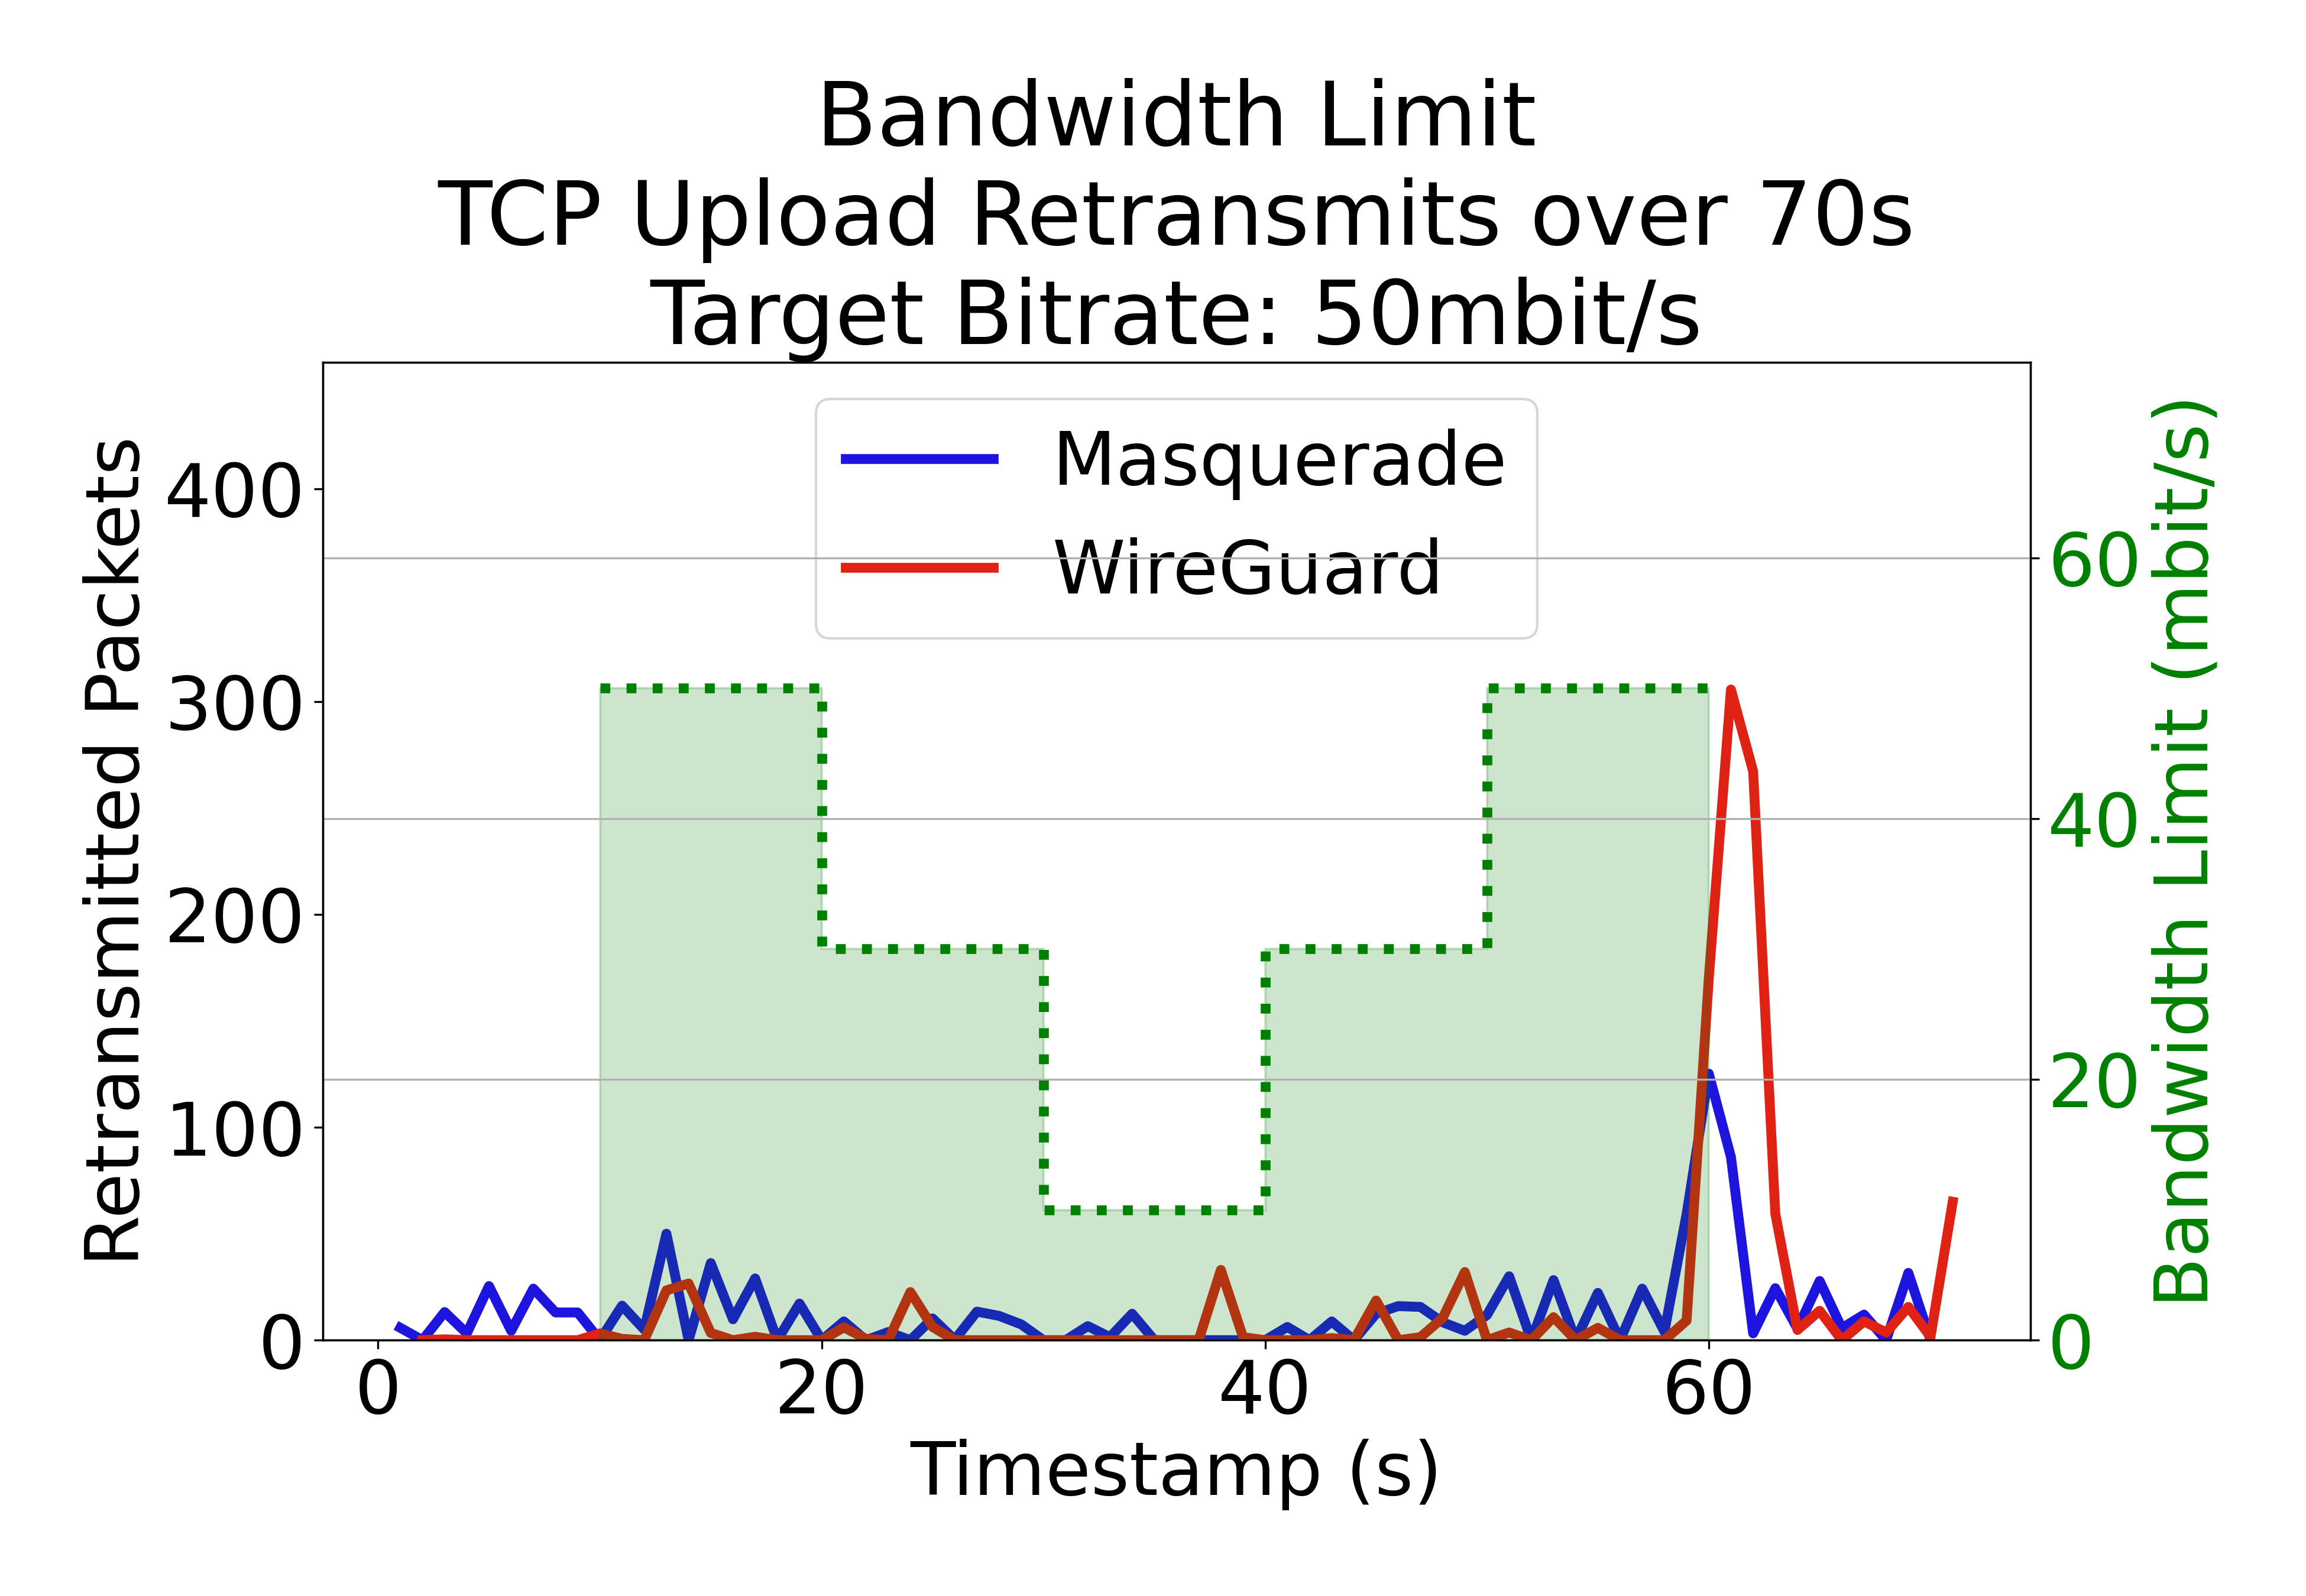 Bandwidth Limit
TCP Upload Retransmits over 70s
Target Bitrate: 50mbit/s
Masquerade
WireGuard
Retransmitted Packets
400
300
200
100
0
Bandwidth Limit (mbit/s)
60
40
20
0
0 20 40 60
Timestamp (s)